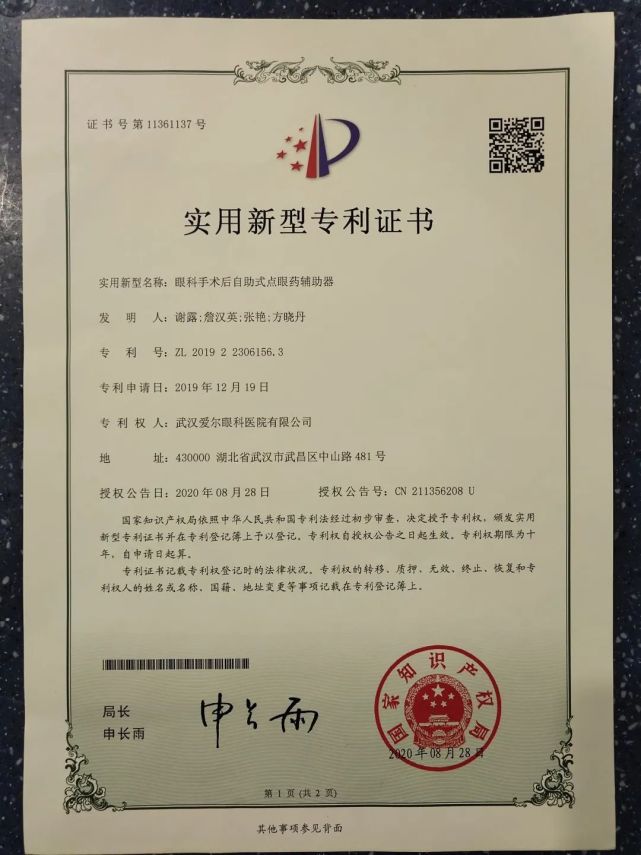 证书号第11361137号
实用新型专利证书
实用新型名称：眼科手术后自助式点眼药辅助器
发明人：谢露;詹汉英;张艳;方晓丹
专利号：ZL 2019 2 2306156.3
专利申请日：2019年12月19日
专利权人：武汉爱尔眼科医院有限公司
地址：430000 湖北省武汉市武昌区中山路481号
授权公告日：2020年08月28日 授权公告号：CN 211356208 U
国家知识产权局依照中华人民共和国专利法经过初步审查，决定授予专利权，颁发实用
新型专利证书并在专利登记簿上予以登记。专利权自授权公告之日起生效。专利权期限为十
年，自申请日起算。
专利证书记载专利权登记时的法律状况。专利权的转移、质押、无效、终止、恢复和专
利权人的姓名或名称、国籍、地址变更等事项记载在专利登记簿上。
局长
申长雨
申长雨
国家知识产权局
2020年08月28日
第1页(共2页)
其他事项参见背面